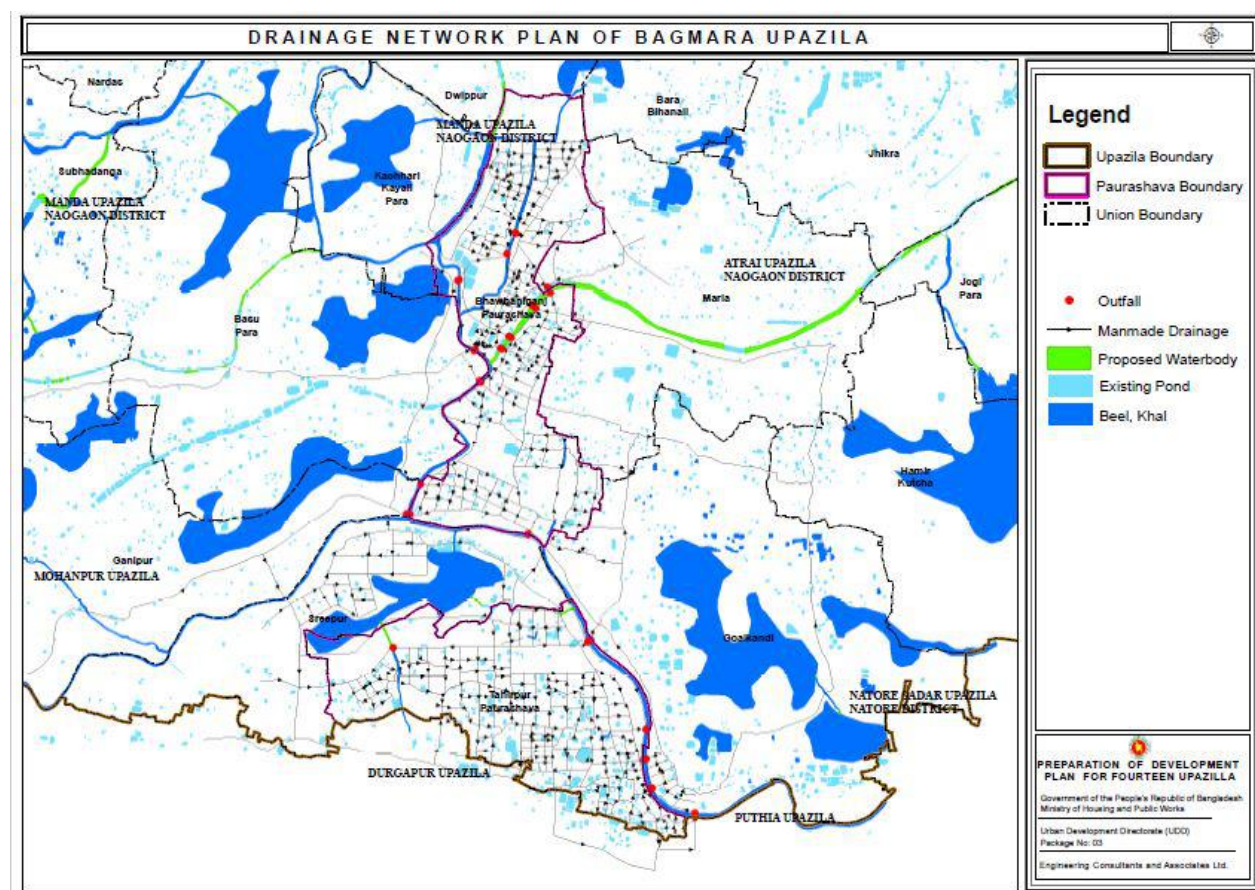 DRAINAGE NETWORK PLAN OF BAGMARA UPAZILA
Nardas
Dwippur
Bara
Bihanali
MANDA UPAZILA
NAOGAON DISTRICT
Jhikra
Subhadanga
Kayali
Para
MANDA UPAZILA
NAOGAON DISTRICT
ATRAI UPAZILA
NAOGAON DISTRICT
Jogi
Para
Maria
Paurashava
Basu
Para
Hamir
Kutsha
Ganipur
MOHANPUR UPAZILA
Sreepur
Goalkandi
NATORE SADAR UPAZILA
NATORE DISTRICT
Tahirpur
Paurashava
DURGAPUR UPAZILA
PUTHIA UPAZILA
Legend
Upazila Boundary
Paurashava Boundary
Union Boundary
Outfall
Manmade Drainage
Proposed Waterbody
Existing Pond
Beel, Khal
PREPARATION OF DEVELOPMENT
PLAN FOR FOURTEEN UPAZILLA
Government of the People's Republic of Bangladesh
Ministry of Housing and Public Works
Urban Development Directorate (UDD)
Package No: 03
Engineering Consultants and Associates Ltd.